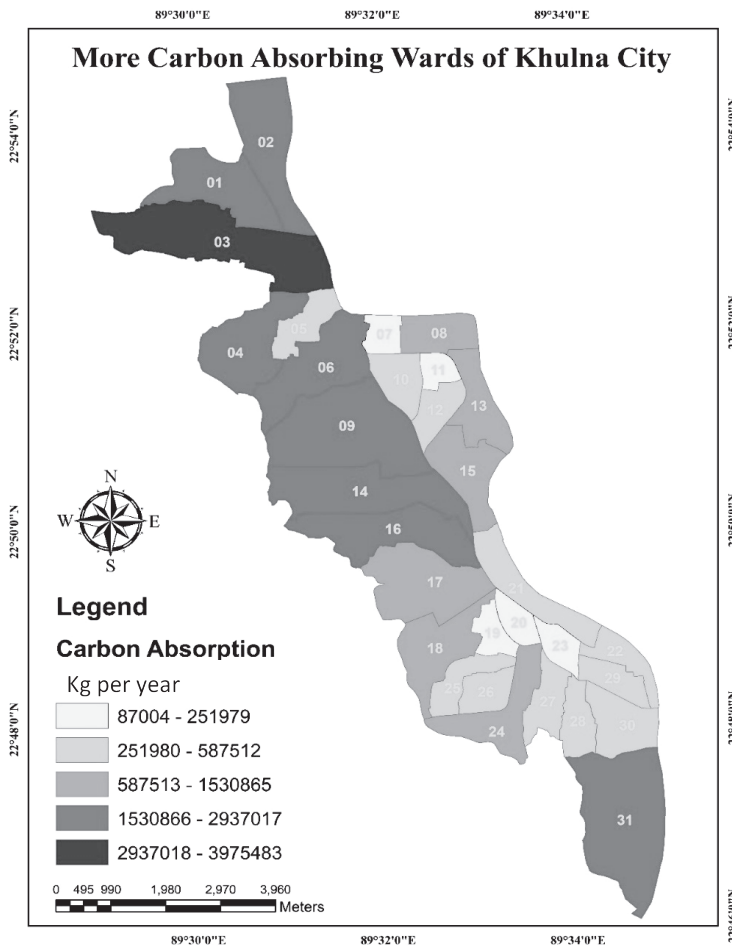 89°30'0"E 89°32'0"E 89°34'0"E
More Carbon Absorbing Wards of Khulna City
22°54'0"N
22°52'0"N
22°50'0"N
22°48'0"N
02
01
03
05
07
08
04
06
11
10
12
13
09
15
14
16
17
21
20
19
23
18
22
29
25
26
27
28
30
24
31
N
W E
S
Legend
Carbon Absorption
Kg per year
87004 - 251979
251980 - 587512
587513 - 1530865
1530866 - 2937017
2937018 - 3975483
0 495 990 1,980 2,970 3,960
Meters
89°30'0"E 89°32'0"E 89°34'0"E